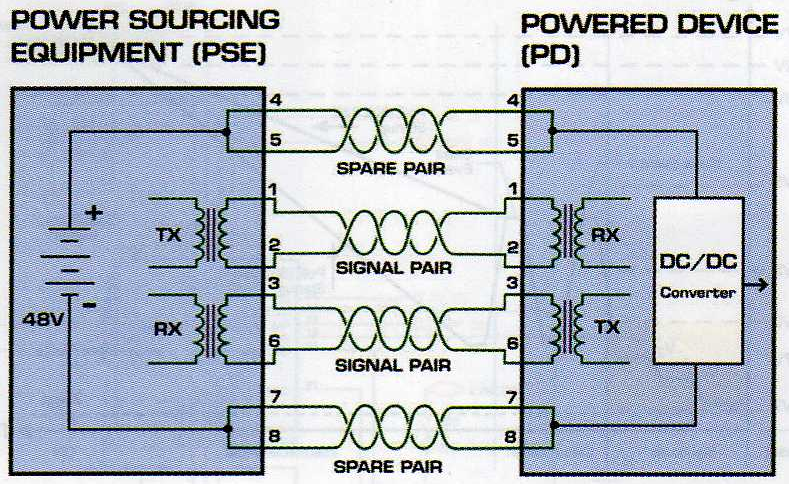 POWER SOURCING
EQUIPMENT (PSE)
POWERED DEVICE
(PD)
4
5
4
5
SPARE PAIR
1
2
1
2
TX
RX
SIGNAL PAIR
+
-
48V
3
6
3
6
RX
TX
SIGNAL PAIR
DC/DC
Converter
7
8
7
8
SPARE PAIR